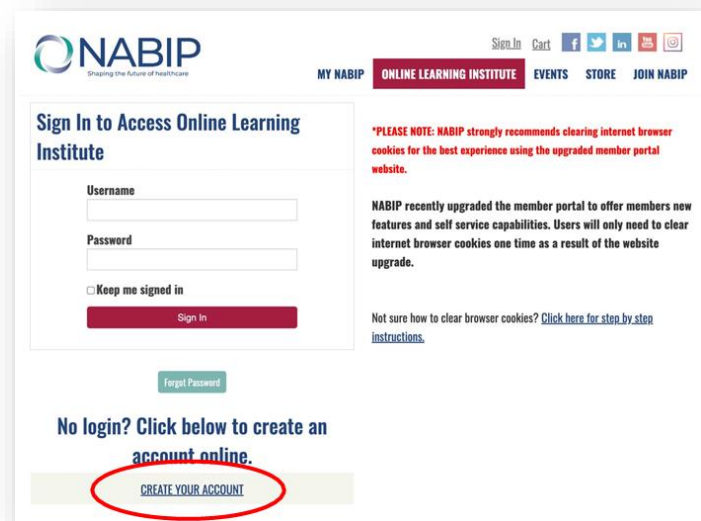 NABIP
Shaping the future of healthcare
Sign In Cart
You
Tube
MY NABIP ONLINE LEARNING INSTITUTE EVENTS STORE JOIN NABIP
Sign In to Access Online Learning
Institute
Username
Password
Keep me signed in
Sign In
Forgot Password
No login? Click below to create an
account online.
CREATE YOUR ACCOUNT
*PLEASE NOTE: NABIP strongly recommends clearing internet browser
cookies for the best experience using the upgraded member portal
website.
NABIP recently upgraded the member portal to offer members new
features and self service capabilities. Users will only need to clear
internet browser cookies one time as a result of the website
upgrade.
Not sure how to clear browser cookies? Click here for step by step
instructions.